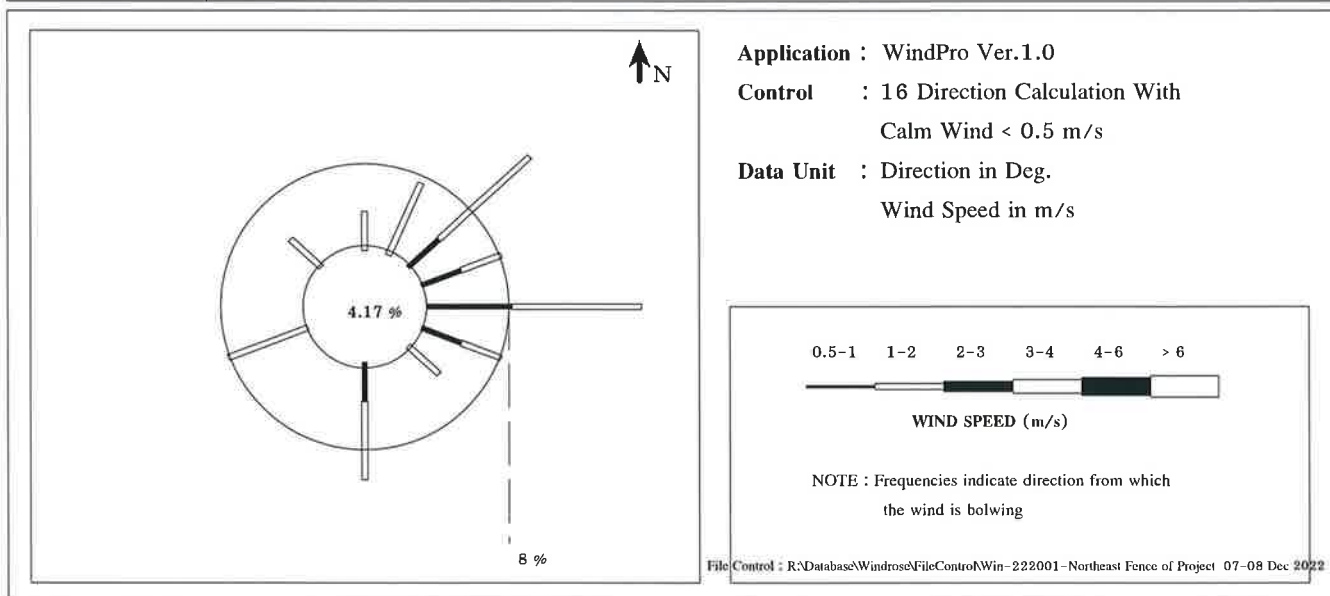 N
4.17 %
8 %
Application : WindPro Ver.1.0
Control : 16 Direction Calculation With
Calm Wind < 0.5 m/s
Data Unit : Direction in Deg.
Wind Speed in m/s
0.5-1 1-2 2-3 3-4 4-6 > 6
WIND SPEED (m/s)
NOTE : Frequencies indicate direction from which
the wind is bolwing
File Control : R:\Database\Windrose\FileControl\Win-222001-Northeast Fence of Project 07-08 Dec 2022